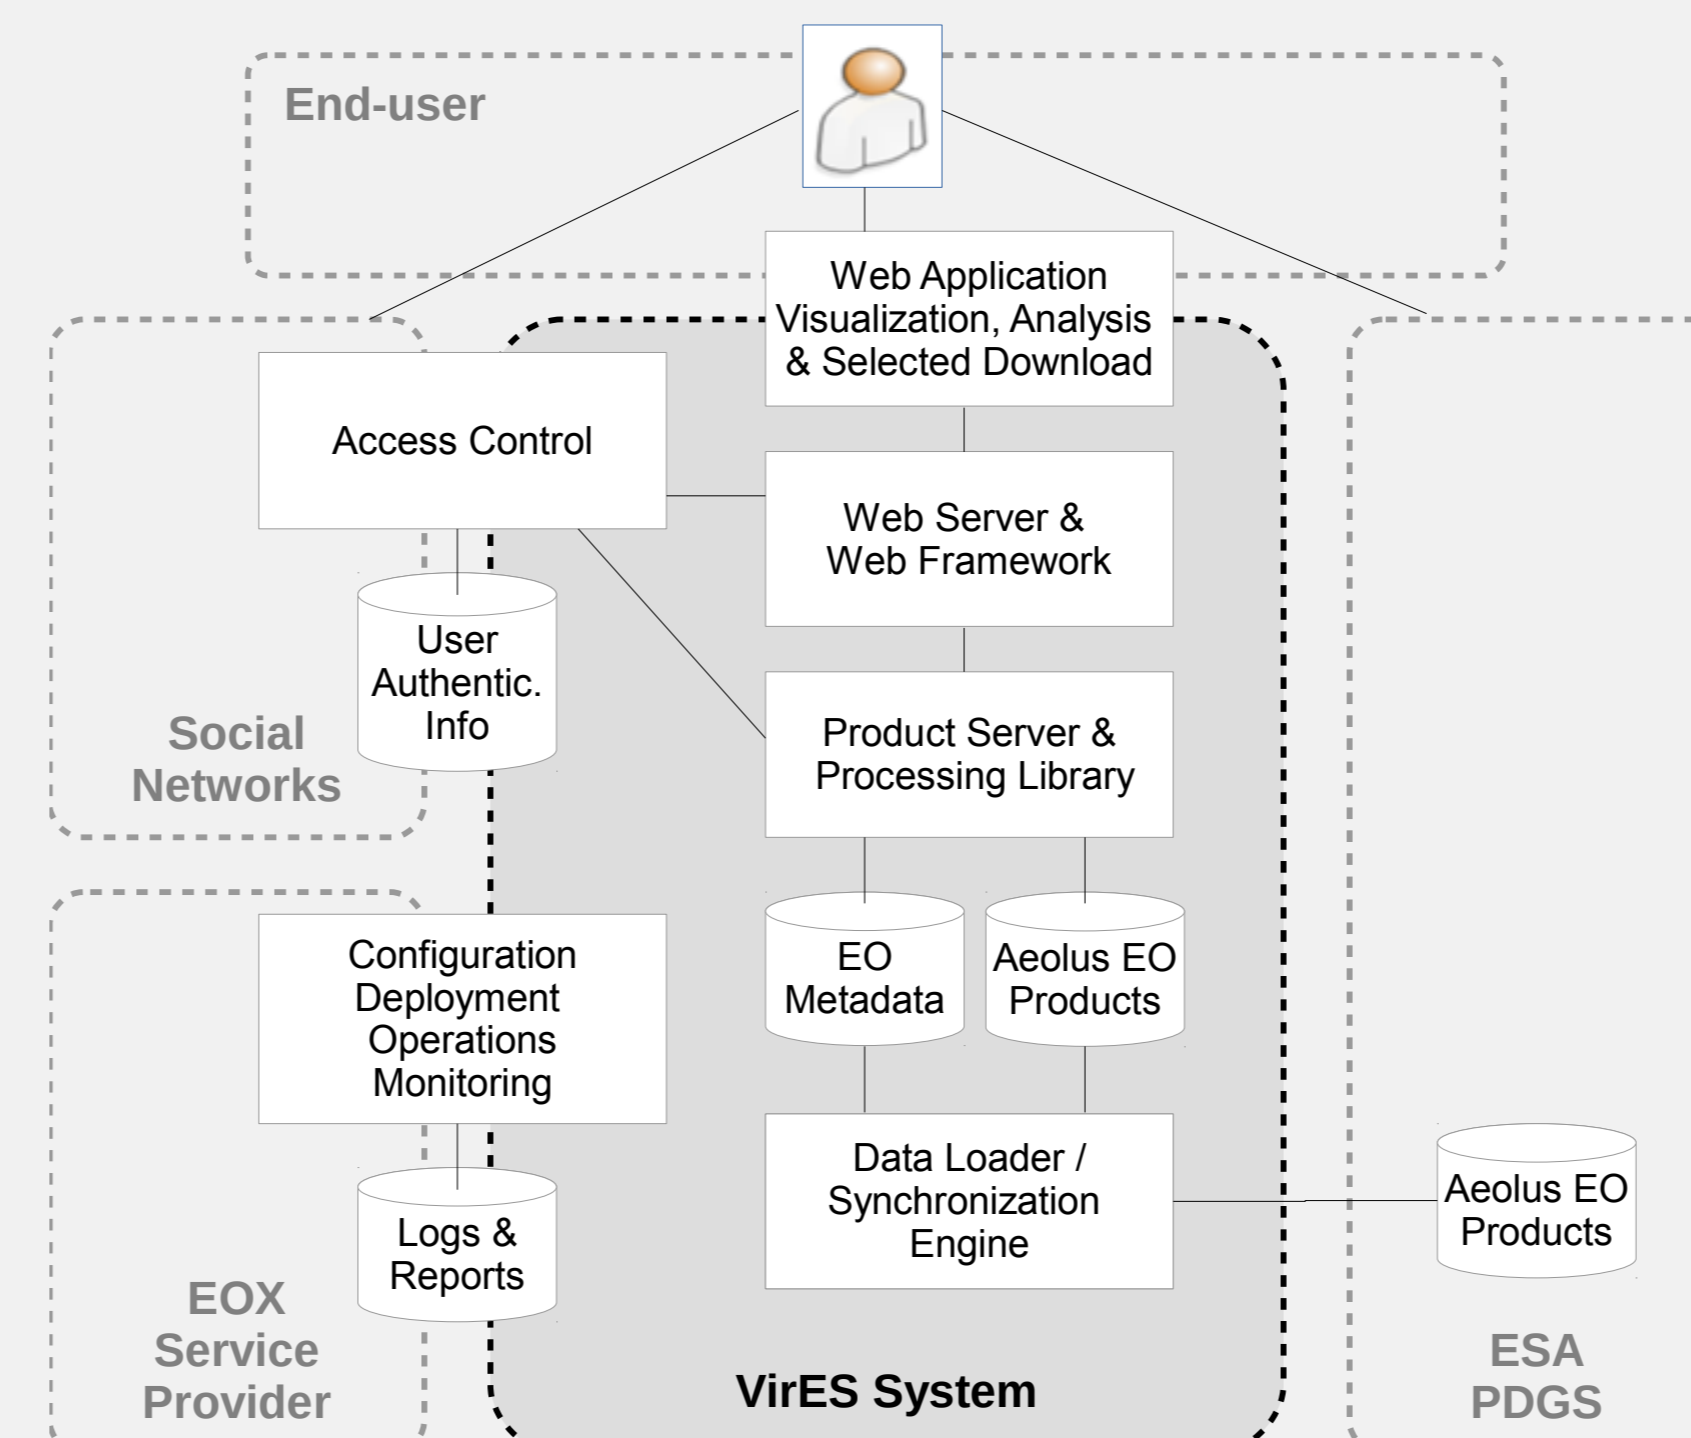 End-user
Web Application
Visualization, Analysis
& Selected Download
Access Control
Web Server &
Web Framework
User
Authentic.
Info
Social
Networks
Product Server &
Processing Library
Configuration
Deployment
Operations
Monitoring
EO
Metadata
Aeolus EO
Products
Data Loader /
Synchronization
Engine
Aeolus EO
Products
Logs &
Reports
EOX
Service
Provider
VirES System
ESA
PDGS